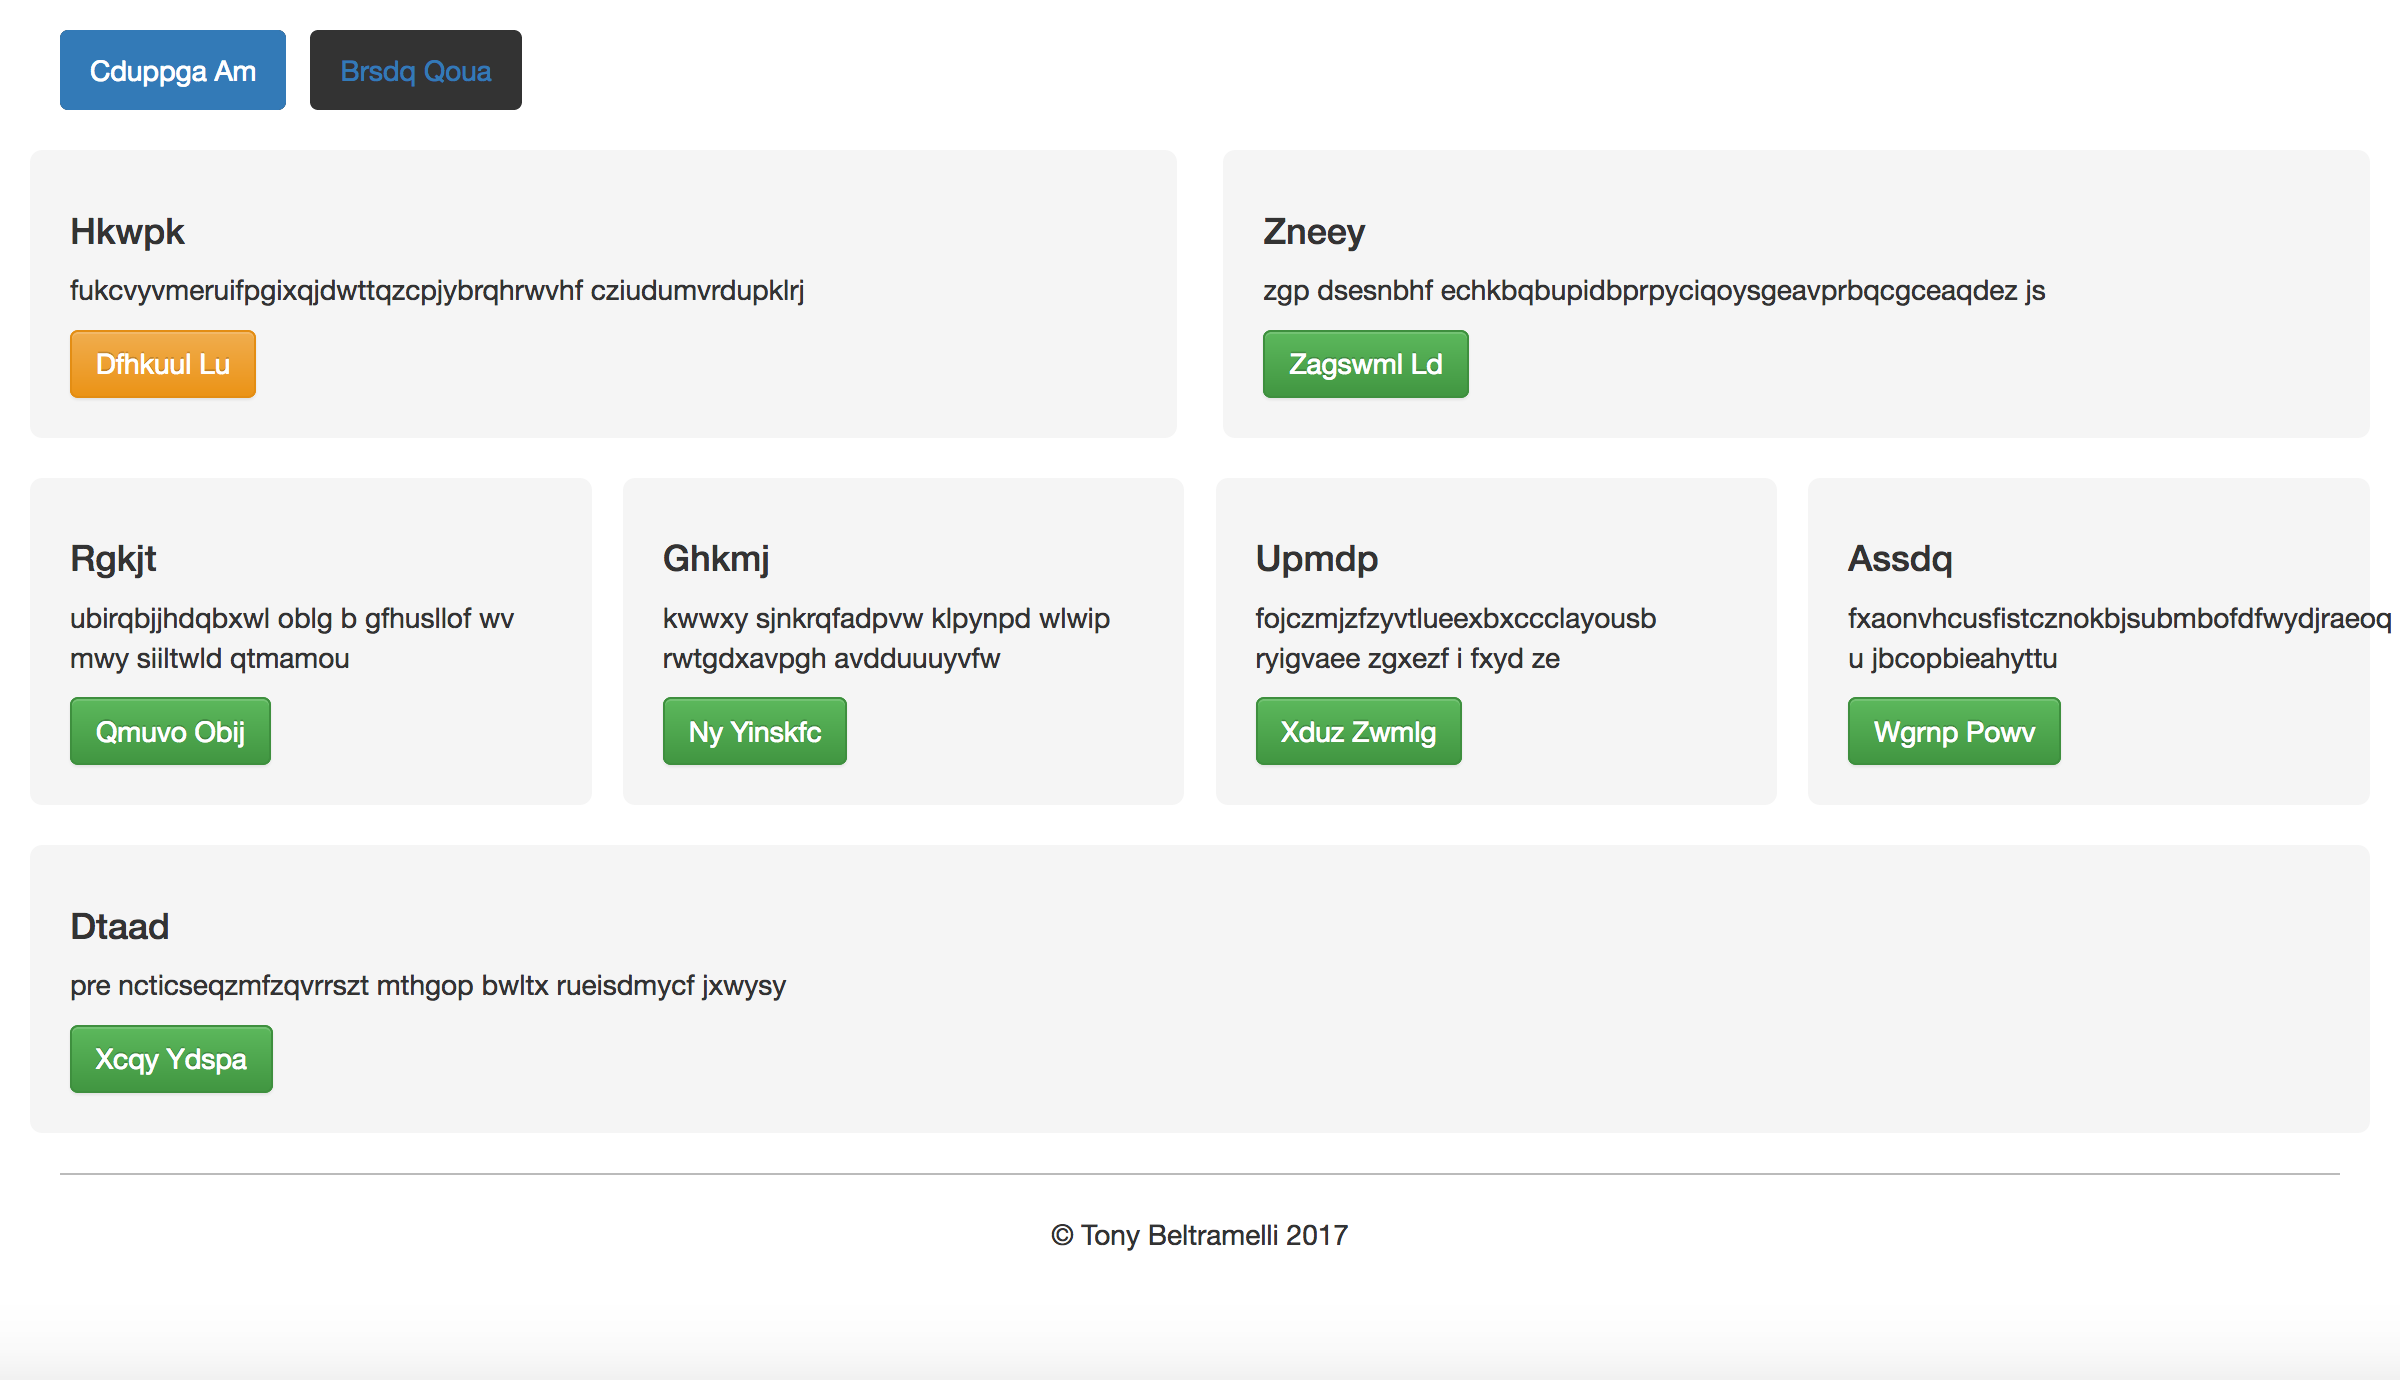 Cduppga Am
Brsdq Qoua
Hkwpk
fukcvyvmeruifpgixqjdwttqzcpjybrqhrwvhf cziudumvrdupklrj
Dfhkuul Lu
Zneey
zgp dsesnbhf echkbqbupidbprpyciqoysgeavprbqcgceaqdez js
Zagswml Ld
Rgkjt
ubirqbjjhdqbxwl oblg b gfhusllof wv
mwy siiltwld qtmamou
Qmuvo Obij
Ghkmj
kwwxy sjnkrqfadpvw klpynpd wlwip
rwtgdxavpgh avdduuuyvfw
Ny Yinskfc
Upmdp
fojczmjzfzyvtlueexbxccclayousb
ryigvaee zgxezf i fxyd ze
Xduz Zwmlg
Assdq
fxaonvhcusfistcznokbjsubmbofdfwydjraeoq
u jbcopbieahyttu
Wgrnp Powv
Dtaad
pre ncticseqzmfzqvrrszt mthgop bwltx rueisdmycf jxwysy
Xcqy Ydspa
© Tony Beltramelli 2017